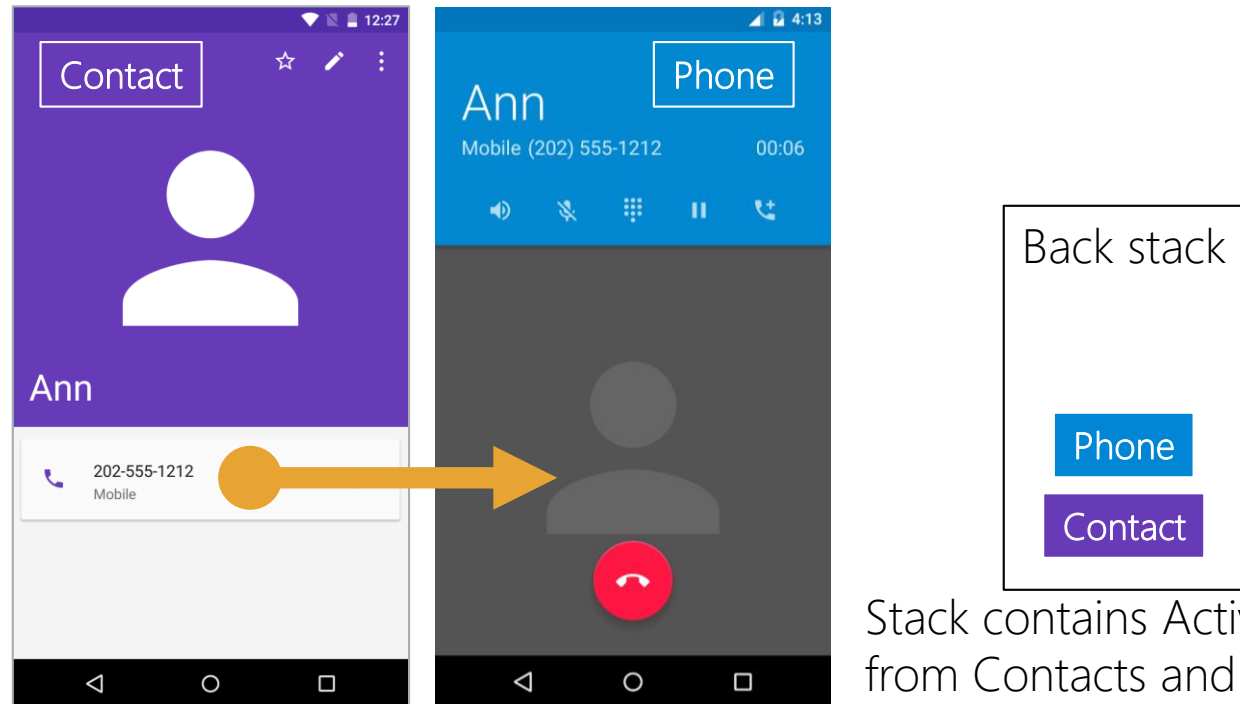 12:27
Contact
Ann
202-555-1212
Mobile
4:13
Phone
Ann
Mobile (202) 555-1212 00:06
Back stack
Phone
Contact
Stack contains
from Contacts and